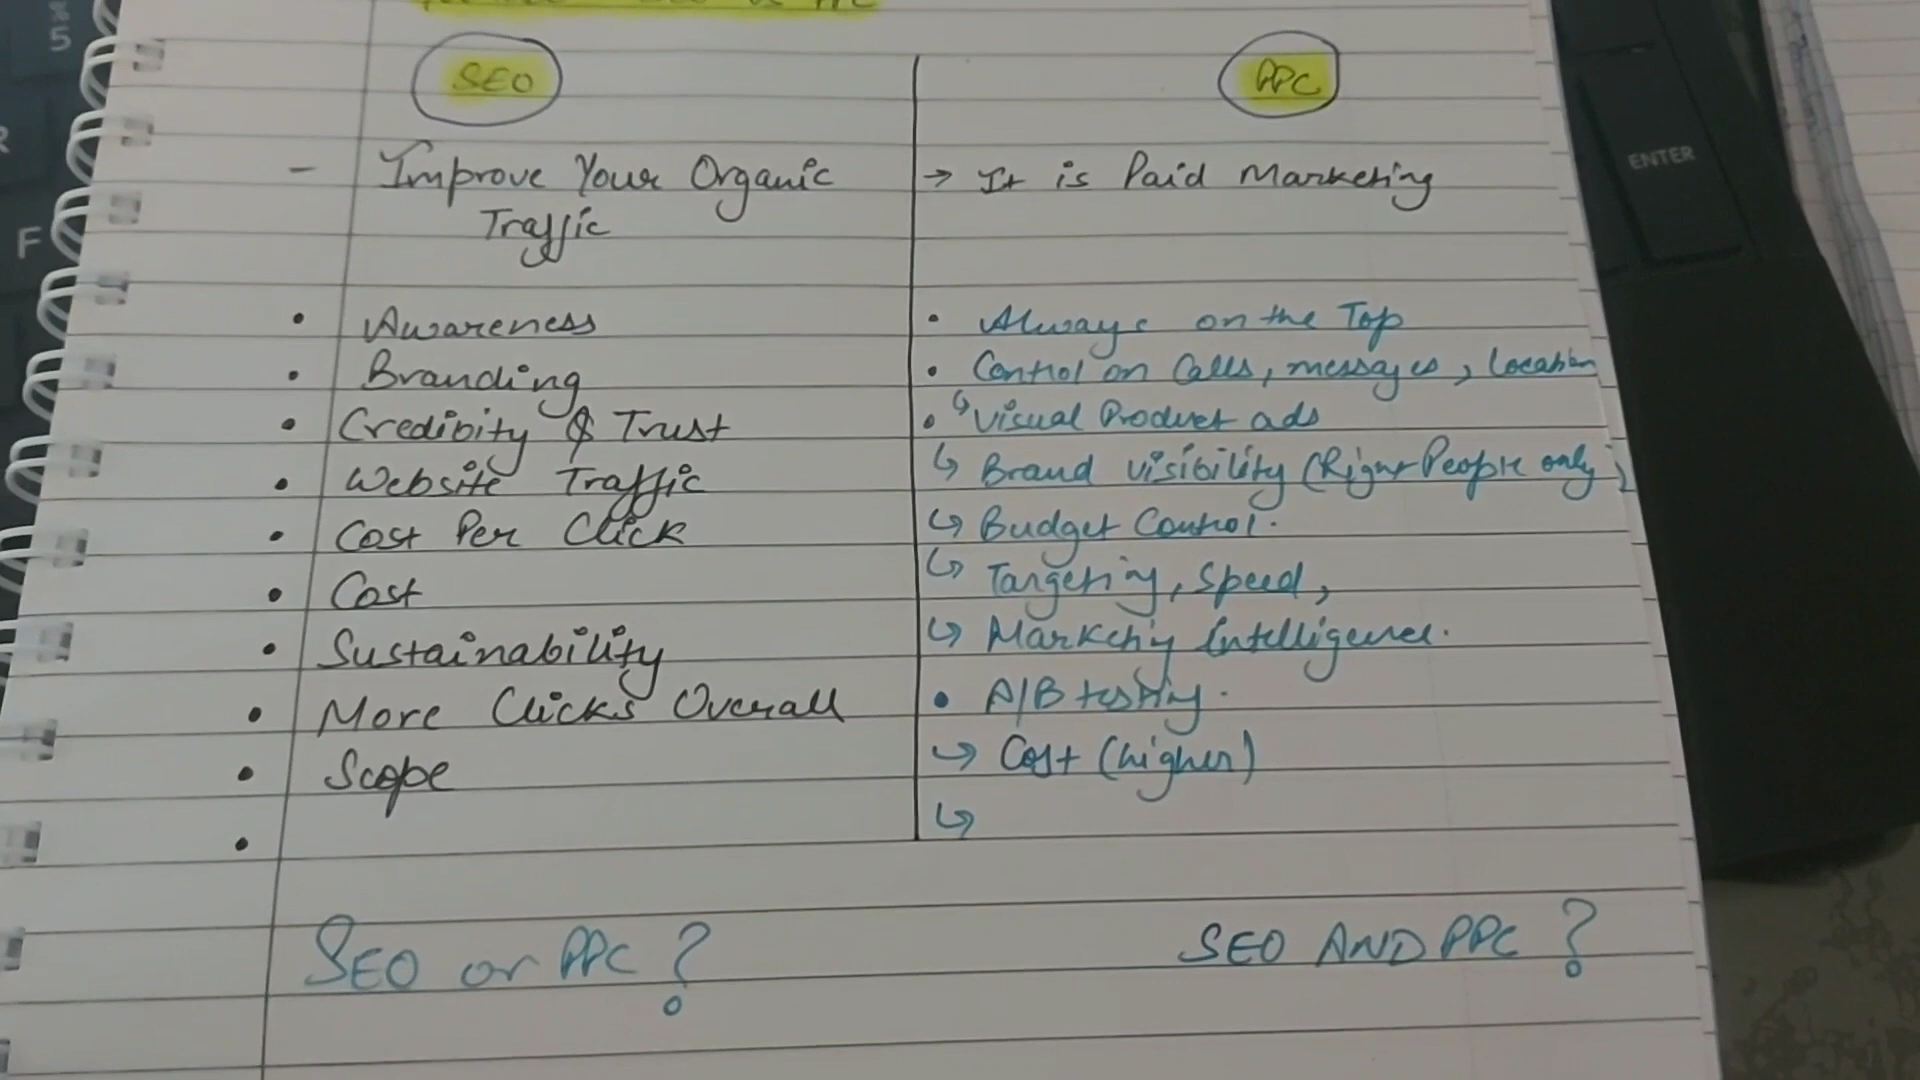 SEO
- Improve Your Organic
Traffic
• Awareness
• Branding
• Credibity & Trust
• Website Traffic
• Cost Per Click
• Cost
• Sustainability
• More Clicks Overall
• Scope
•
PPC
→ It is Paid Marketing
• Always on the Top
• Control on Calls, messages, Location
• ↳ Visual Product ads
↳ Brand visibility (Right People only)
↳ Budget Control.
↳ Targeting, Speed,
↳ Marketing Intelligence.
• A/B testing.
↳ Cost (higher)
↳
SEO or PPC ?
SEO AND PPC ?
ENTER
5
R
F